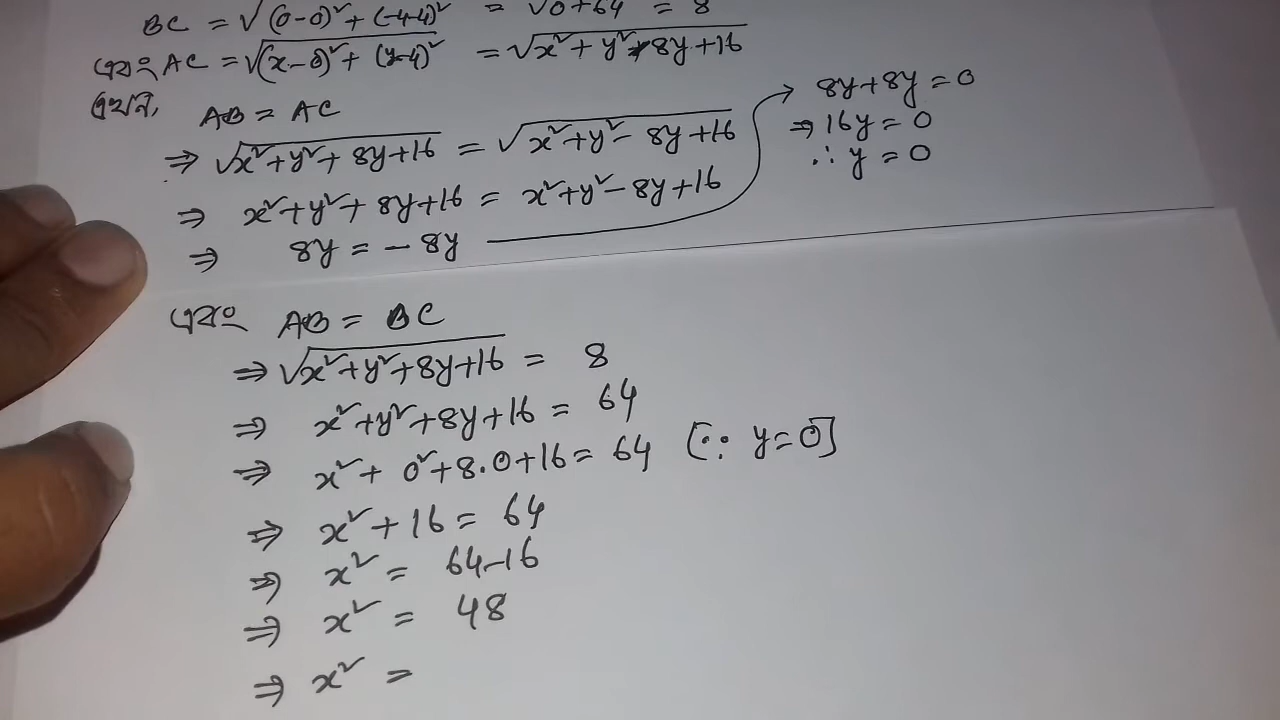 BC = √(0-0)²+(-4-4)² = √0+64 = 8
এবং AC = √(x-0)²+(y-4)² = √x²+y²-8y+16
এখন, AB = AC
⇒ √x²+y²+8y+16 = √x²+y²-8y+16
⇒ x²+y²+8y+16 = x²+y²-8y+16
⇒ 8y = -8y
8y+8y=0
⇒ 16y=0
∴ y=0
এবং AB = BC
⇒ √x²+y²+8y+16 = 8
⇒ x²+y²+8y+16 = 64
⇒ x²+0²+8.0+16=64 [∵ y=0]
⇒ x²+16=64
⇒ x² = 64-16
⇒ x² = 48
⇒ x² =